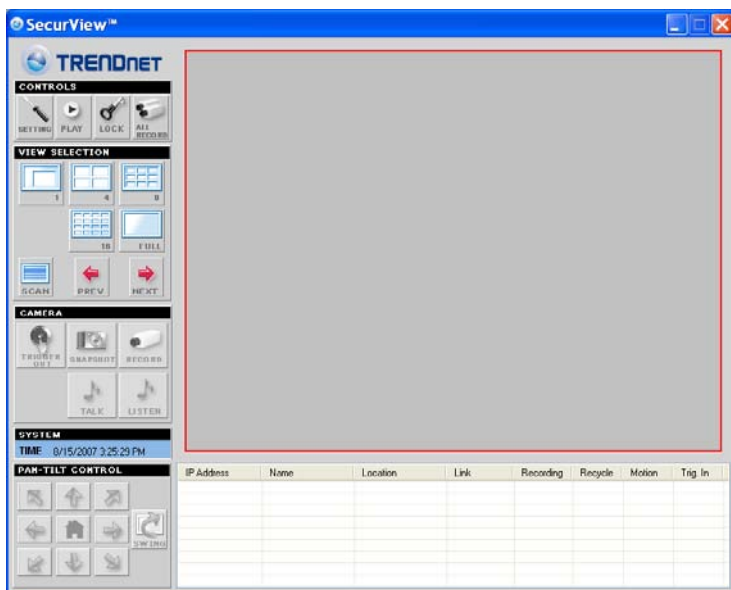 SecurView™
TRENDNET
CONTROLS
SETTING PLAY LOCK ALL RECORD
VIEW SELECTION
1 4 9
16 FULL
SCAN PREV NEXT
CAMERA
TRIGGER OUT SNAPSHOT RECORD
TALK LISTEN
SYSTEM
TIME 8/15/2007 3:25:29 PM
PAN-TILT CONTROL
SWING
IP Address Name Location Link Recording Recycle Motion Trig. In